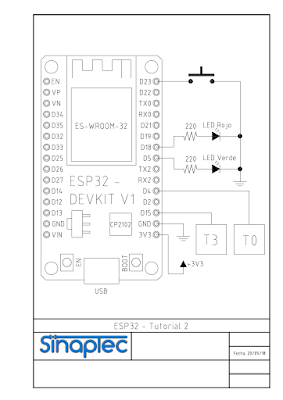 EN
VP
VN
D34
D35
D32
D33
D25
D26
D27
D14
D12
D13
GND
VIN
ES-WROOM-32
ESP32 -
DEVKIT V1
CP2102
EN
BOOT
USB
D23
D22
TX0
RX0
D21
D19
D18
D5
TX2
RX2
D4
D2
D15
GND
3V3
220
LED Rojo
220
LED Verde
T3
T0
+3V3
ESP32 - Tutorial 2
Sinaptec
Fecha 20/05/18